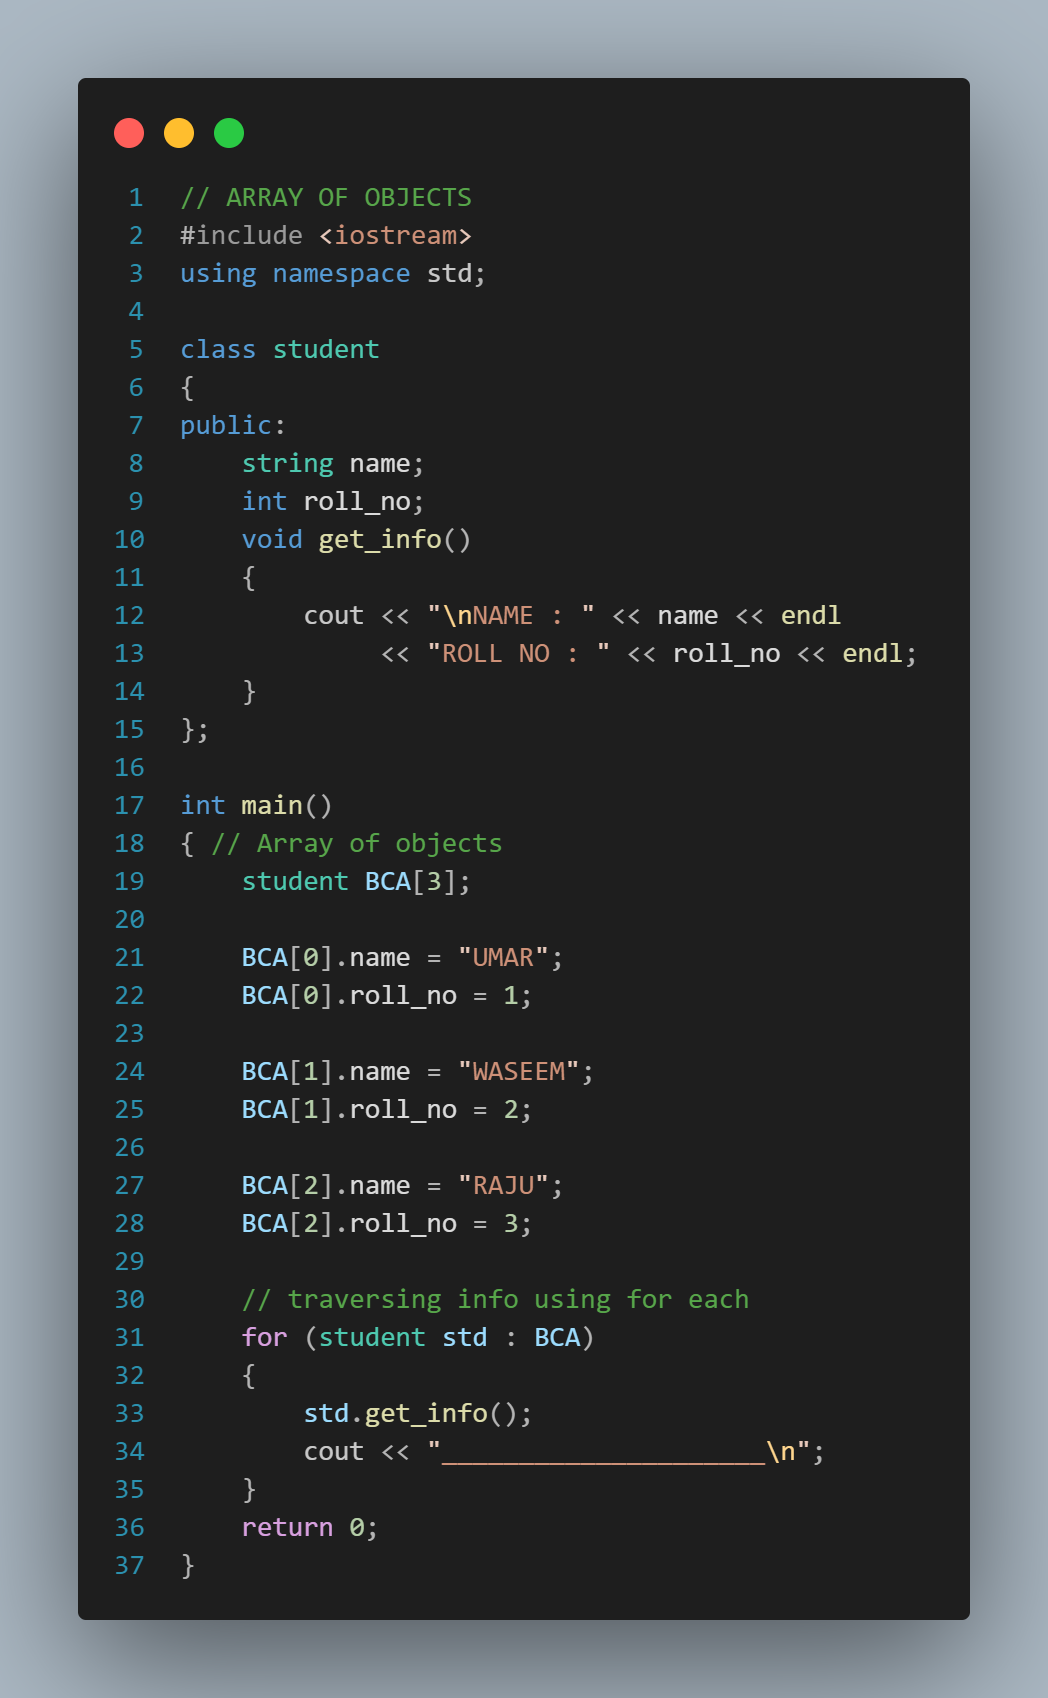 1 // ARRAY OF OBJECTS
2 #include <iostream>
3 using namespace std;
4
5 class student
6 {
7 public:
8     string name;
9     int roll_no;
10     void get_info()
11     {
12         cout << "\nNAME : " << name << endl
13              << "ROLL NO : " << roll_no << endl;
14     }
15 };
16
17 int main()
18 { // Array of objects
19     student BCA[3];
20
21     BCA[0].name = "UMAR";
22     BCA[0].roll_no = 1;
23
24     BCA[1].name = "WASEEM";
25     BCA[1].roll_no = 2;
26
27     BCA[2].name = "RAJU";
28     BCA[2].roll_no = 3;
29
30     // traversing info using for each
31     for (student std : BCA)
32     {
33         std.get_info();
34         cout << "_____________________\n";
35     }
36     return 0;
37 }